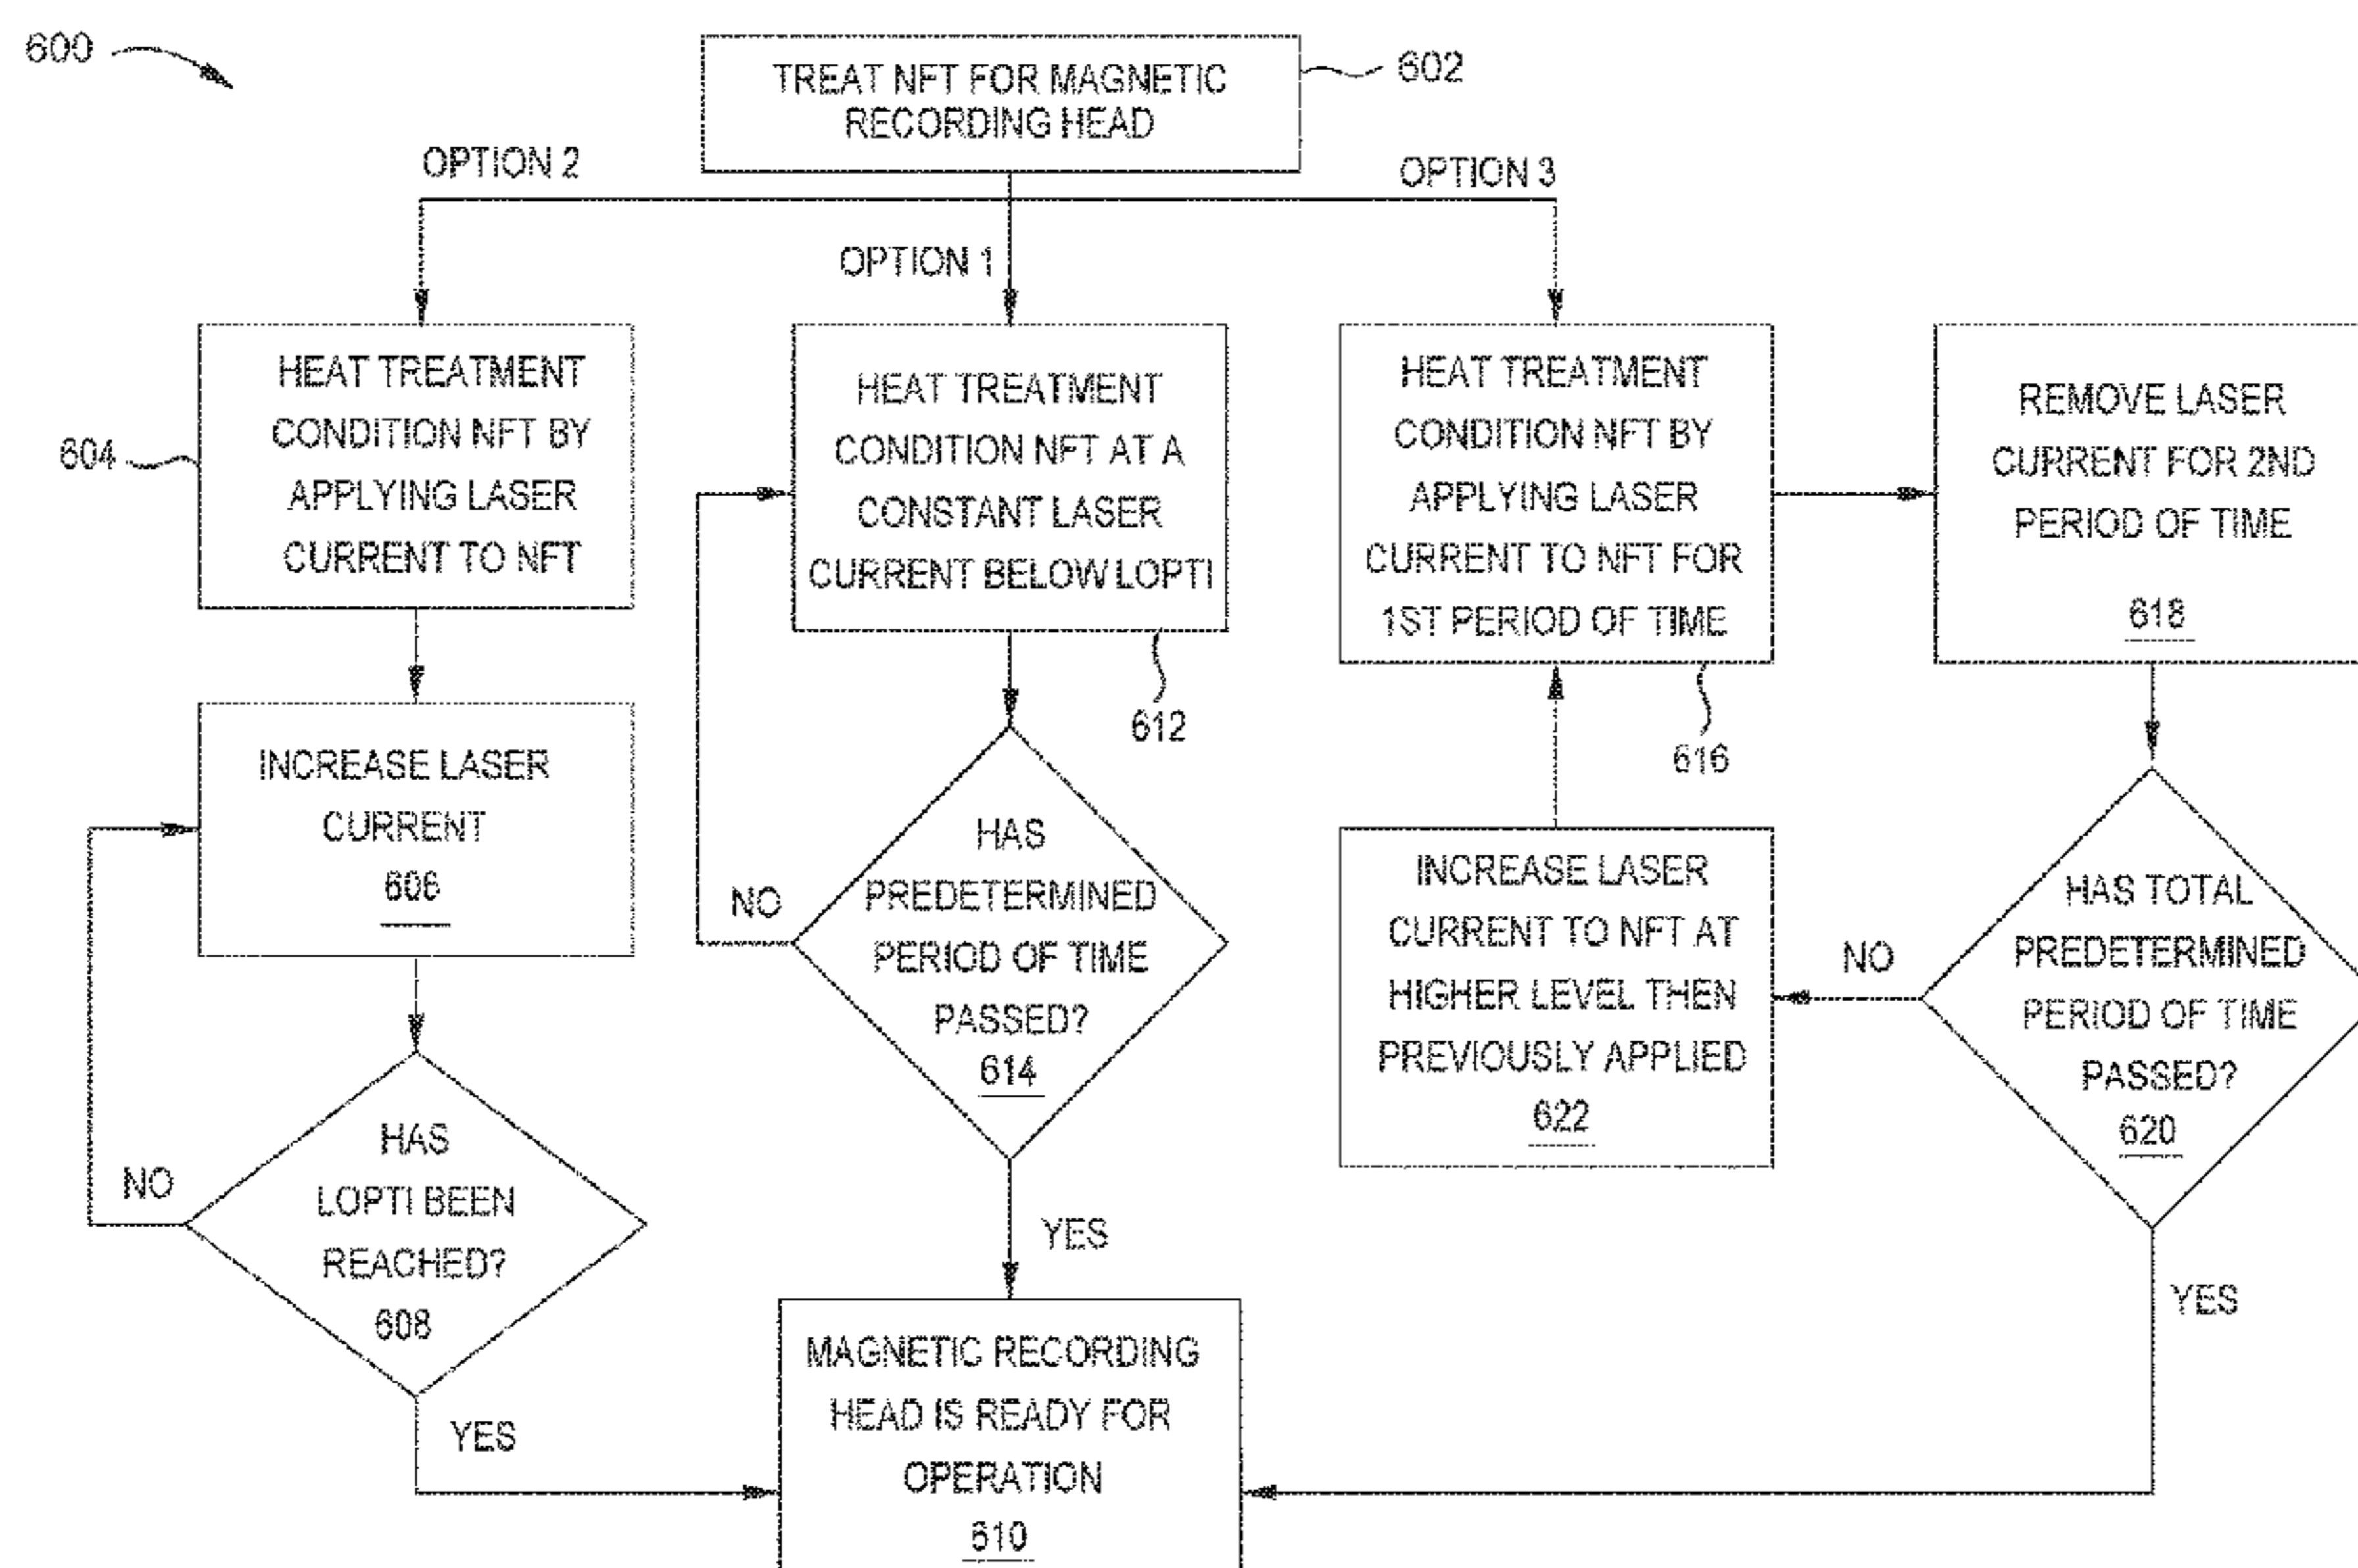 600
TREAT NFT FOR MAGNETIC
RECORDING HEAD
602
OPTION 2
OPTION 1
OPTION 3
HEAT TREATMENT
CONDITION NFT BY
APPLYING LASER
CURRENT TO NFT
604
INCREASE LASER
CURRENT
606
HAS
LOPTI BEEN
REACHED?
608
NO
YES
HEAT TREATMENT
CONDITION NFT AT A
CONSTANT LASER
CURRENT BELOW LOPTI
612
HAS
PREDETERMINED
PERIOD OF TIME
PASSED?
614
NO
YES
HEAT TREATMENT
CONDITION NFT BY
APPLYING LASER
CURRENT TO NFT FOR
1ST PERIOD OF TIME
616
REMOVE LASER
CURRENT FOR 2ND
PERIOD OF TIME
618
HAS TOTAL
PREDETERMINED
PERIOD OF TIME
PASSED?
620
NO
YES
INCREASE LASER
CURRENT TO NFT AT
HIGHER LEVEL THEN
PREVIOUSLY APPLIED
622
MAGNETIC RECORDING
HEAD IS READY FOR
OPERATION
610